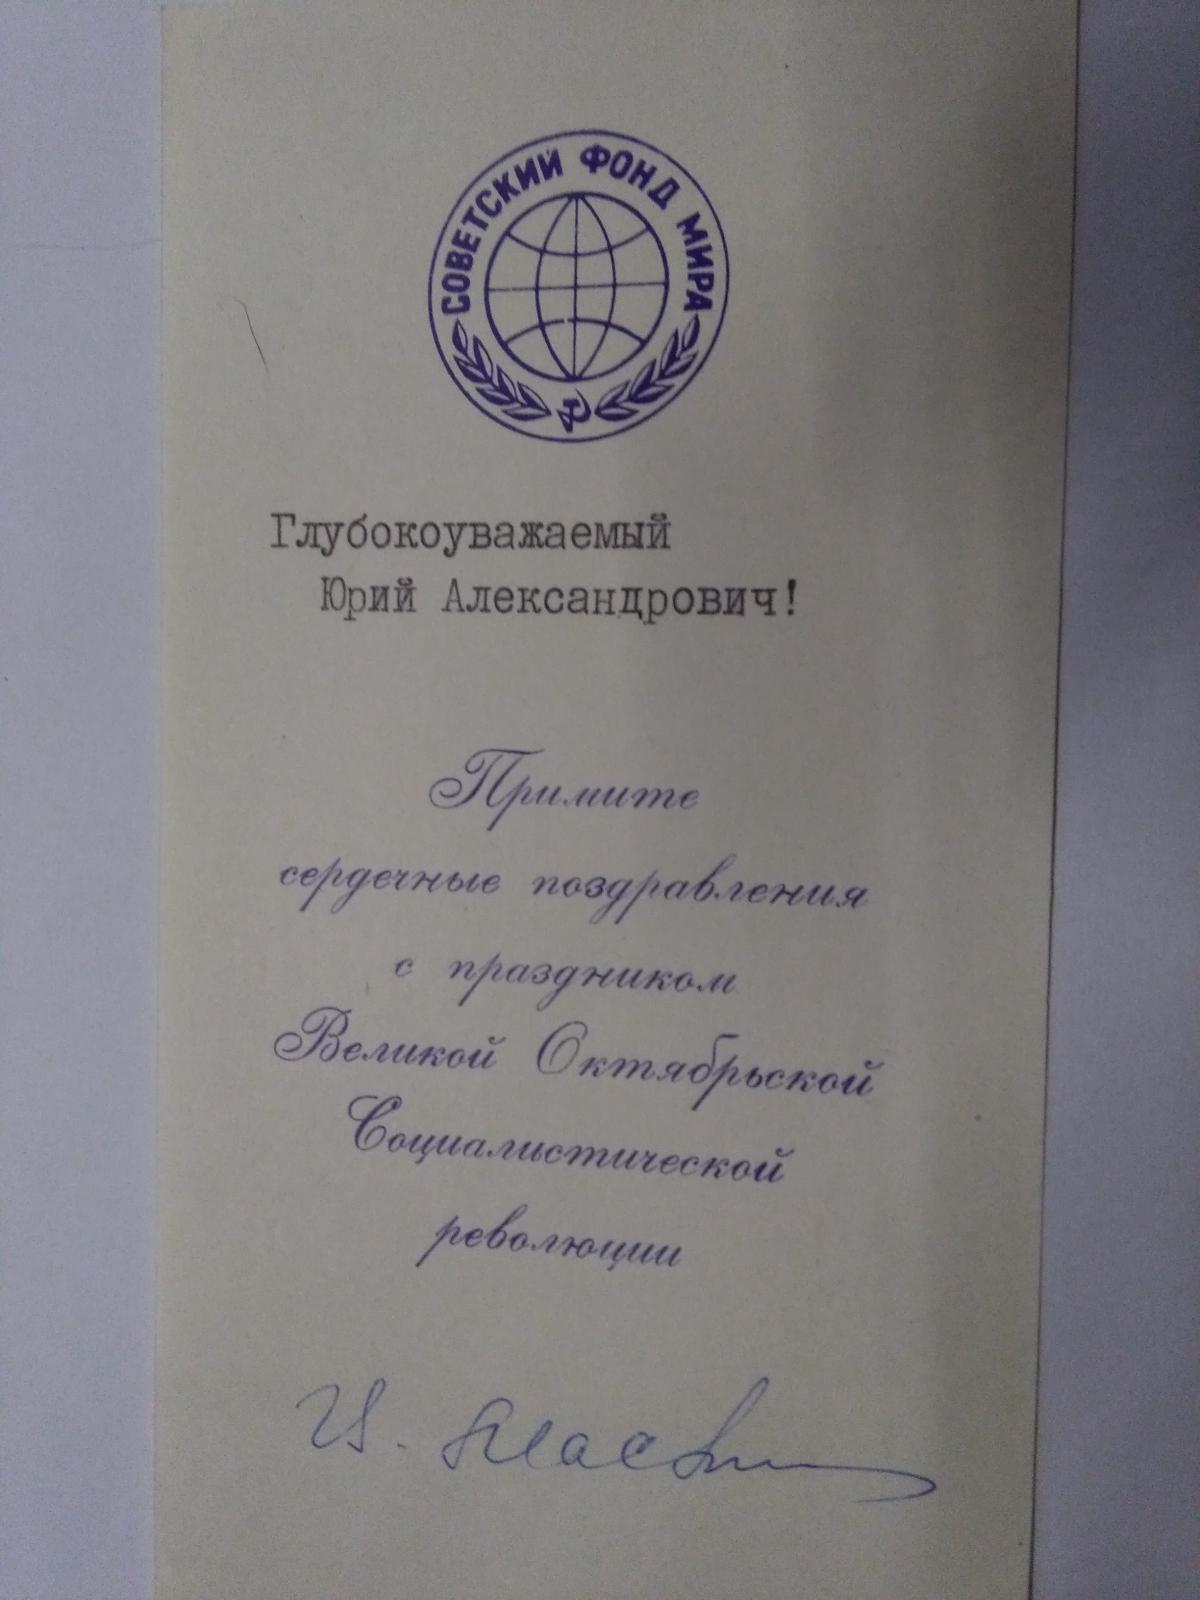 СОВЕТСКИЙ ФОНД МИРА
Глубокоуважаемый
Юрий Александрович!
Примите
сердечные поздравления
с праздником
Великой Октябрьской
Социалистической
революции